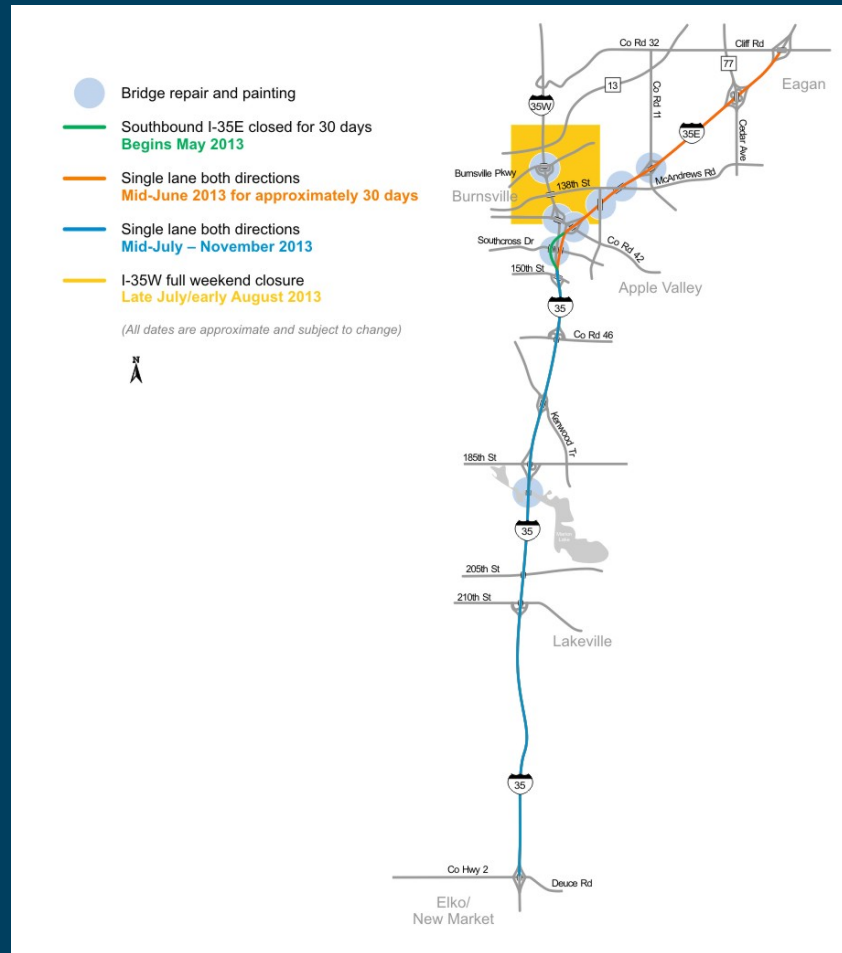 Bridge repair and painting
Southbound I-35E closed for 30 days
Begins May 2013
Single lane both directions
Mid-June 2013 for approximately 30 days
Single lane both directions
Mid-July – November 2013
I-35W full weekend closure
Late July/early August 2013
(All dates are approximate and subject to change)
N
Co Rd 32
Cliff Rd
77
Eagan
13
35W
Co Rd 11
35E
Cedar Ave
Burnsville Pkwy
McAndrews Rd
138th St
Burnsville
Southcross Dr
Co Rd 42
150th St
Apple Valley
35
Co Rd 46
Kenwood Tr
185th St
35
Lake
205th St
210th St
Lakeville
35
Co Hwy 2
Deuce Rd
Elko/
New Market